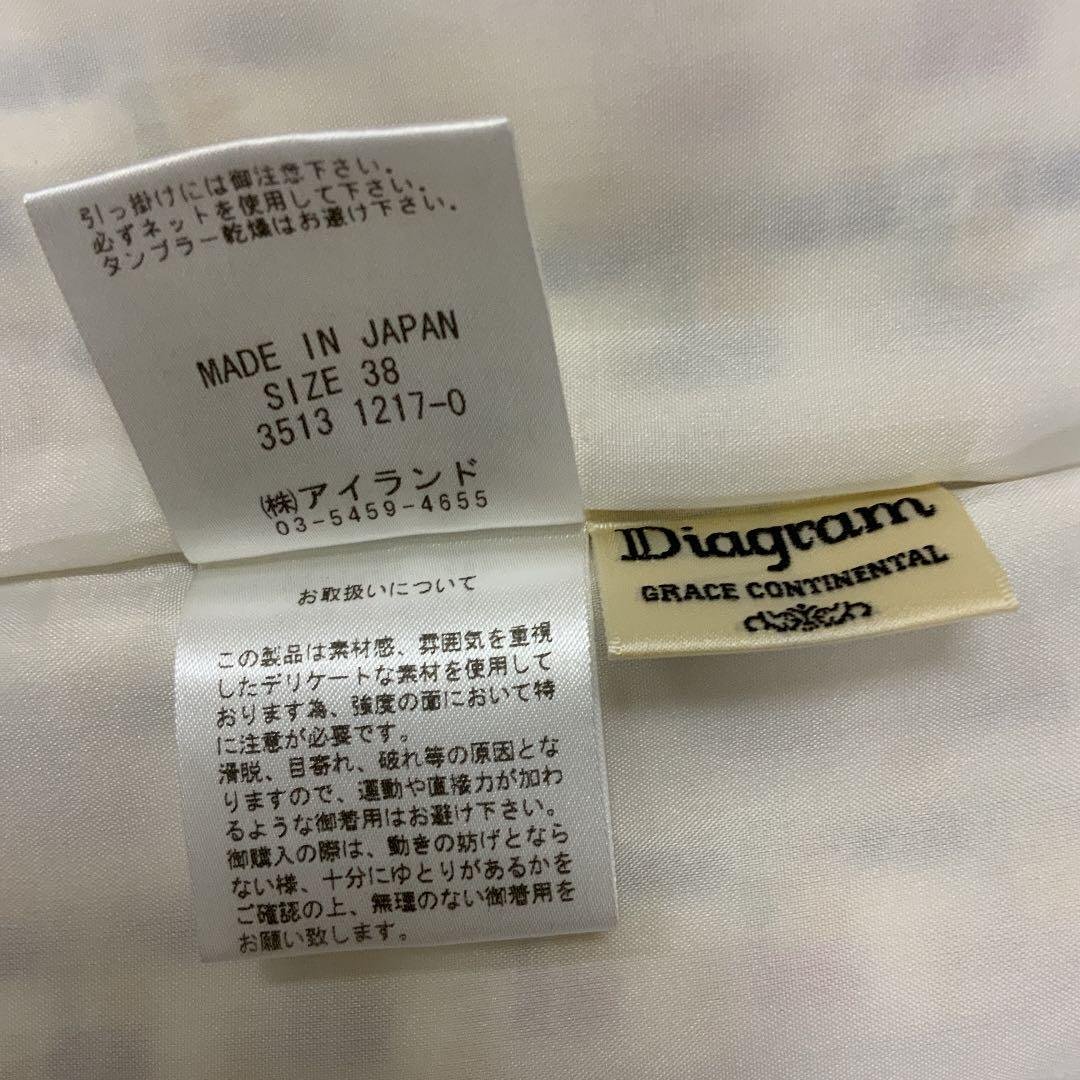 引っ掛けには御注意下さい。
必ずネットを使用して下さい。
タンブラー乾燥はお避け下さい。
MADE IN JAPAN
SIZE 38
3513 1217-0
㈱アイランド
03-5459-4655
Diagram
GRACE CONTINENTAL
お取扱いについて
この製品は素材感、雰囲気を重視
したデリケートな素材を使用して
おります為、強度の面において特
に注意が必要です。
滑脱、目寄れ、破れ等の原因とな
りますので、運動や直接力が加わ
るような御着用はお避け下さい。
御購入の際は、動きの妨げとなら
ない様、十分にゆとりがあるかを
ご確認の上、無理のない御着用を
お願い致します。